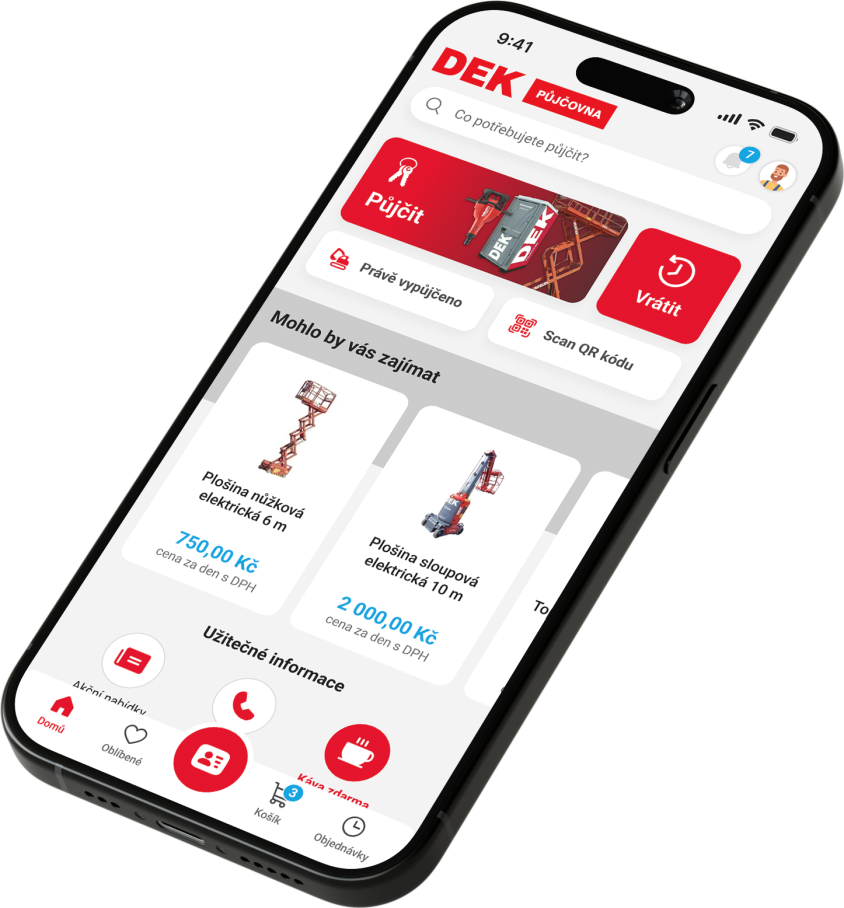 9:41
DEK
PŮJČOVNA
Co potřebujete půjčit?
7
Půjčit
DEK
DEK
Vrátit
Právě vypůjčeno
Scan QR kódu
Mohlo by vás zajímat
Plošina nůžková
elektrická 6 m
750,00 Kč
cena za den s DPH
DEK
Plošina sloupová
elektrická 10 m
2 000,00 Kč
cena za den s DPH
To
Užitečné informace
Akční nabídky
Káva zdarma
Domů
Oblíbené
3
Košík
Objednávky